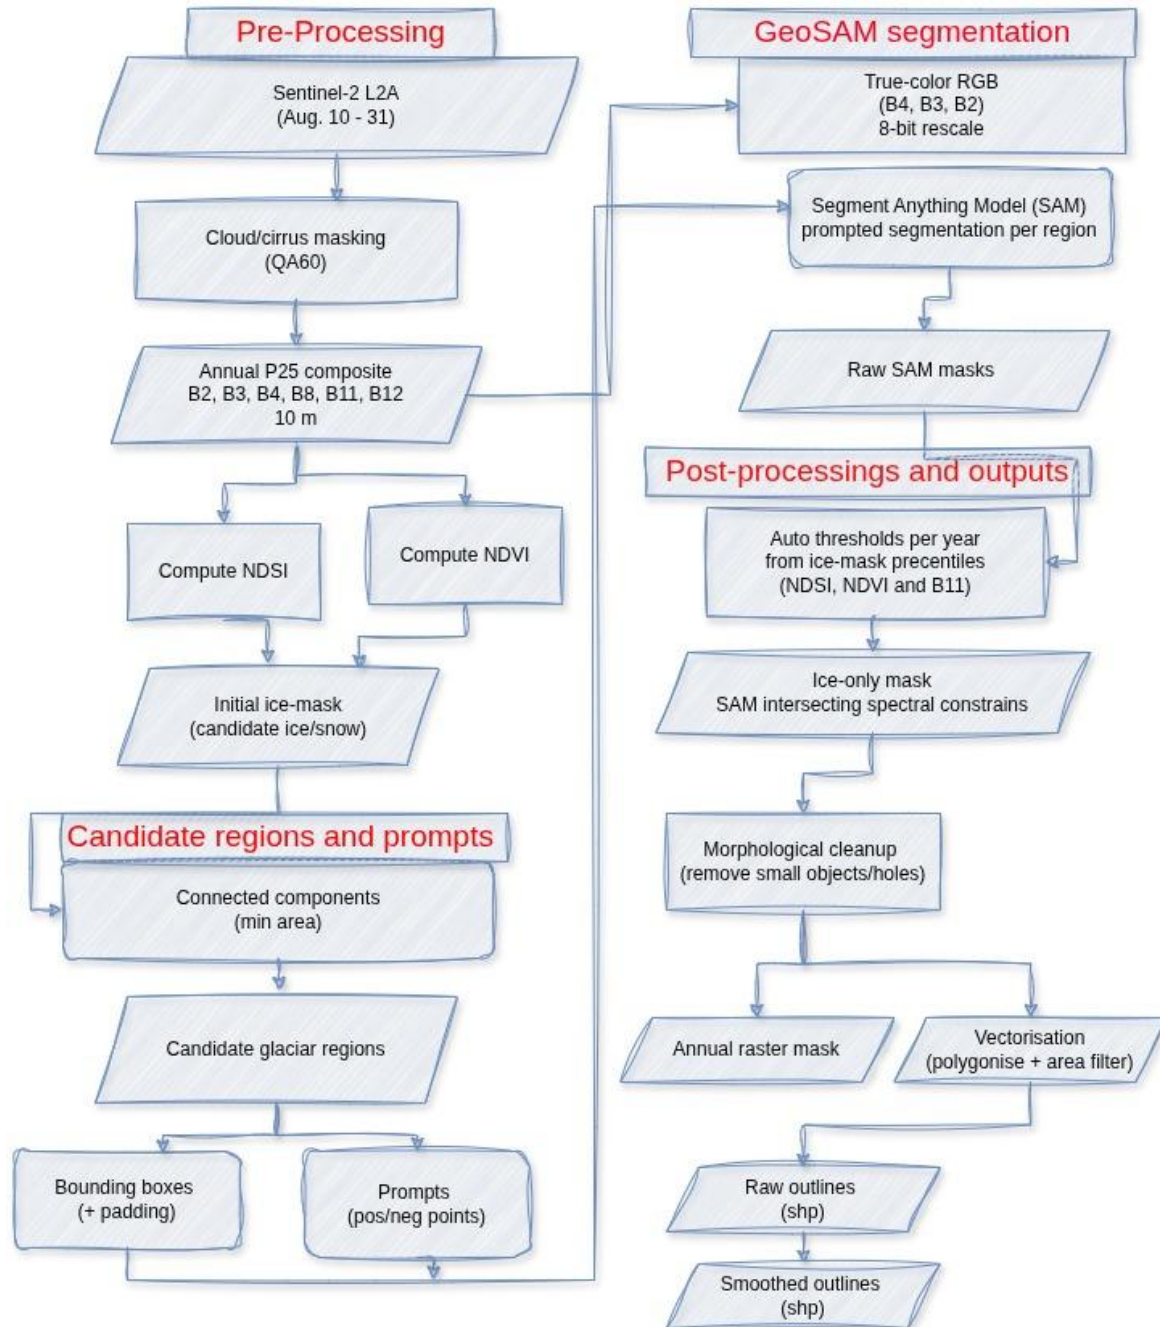 Pre-Processing
Sentinel-2 L2A
(Aug. 10 - 31)
Cloud/cirrus masking
(QA60)
Annual P25 composite
B2, B3, B4, B8, B11, B12
10 m
Compute NDSI
Compute NDVI
Initial ice-mask
(candidate ice/snow)
Candidate regions and prompts
Connected components
(min area)
Candidate glaciar regions
Bounding boxes
(+ padding)
Prompts
(pos/neg points)
GeoSAM segmentation
True-color RGB
(B4, B3, B2)
8-bit rescale
Segment Anything Model (SAM)
prompted segmentation per region
Raw SAM masks
Post-processings and outputs
Auto thresholds per year
from ice-mask precentiles
(NDSI, NDVI and B11)
Ice-only mask
SAM intersecting spectral constrains
Morphological cleanup
(remove small objects/holes)
Annual raster mask
Vectorisation
(polygonise + area filter)
Raw outlines
(shp)
Smoothed outlines
(shp)